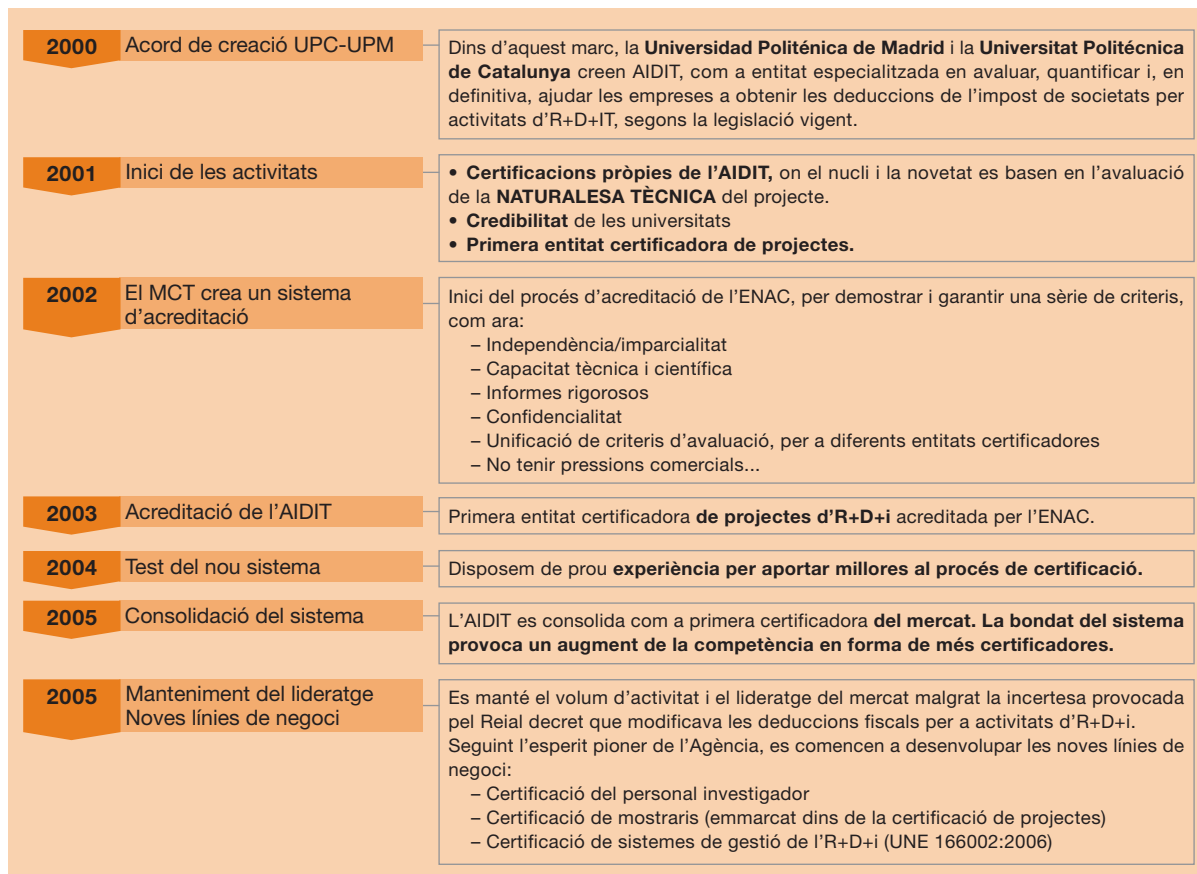 2000 Acord de creació UPC-UPM
Dins d'aquest marc, la Universidad Politénica de Madrid i la Universitat Politécnica
de Catalunya creen AIDIT, com a entitat especialitzada en avaluar, quantificar i, en
definitiva, ajudar les empreses a obtenir les deduccions de l'impost de societats per
activitats d'R+D+IT, segons la legislació vigent.
2001 Inici de les activitats
• Certificacions pròpies de l'AIDIT, on el nucli i la novetat es basen en l'avaluació
de la NATURALESA TÈCNICA del projecte.
• Credibilitat de les universitats
• Primera entitat certificadora de projectes.
2002 El MCT crea un sistema
d'acreditació
Inici del procés d'acreditació de l'ENAC, per demostrar i garantir una sèrie de criteris,
com ara:
– Independència/imparcialitat
– Capacitat tècnica i científica
– Informes rigorosos
– Confidencialitat
– Unificació de criteris d'avaluació, per a diferents entitats certificadores
– No tenir pressions comercials...
2003 Acreditació de l'AIDIT
Primera entitat certificadora de projectes d'R+D+i acreditada per l'ENAC.
2004 Test del nou sistema
Disposem de prou experiència per aportar millores al procés de certificació.
2005 Consolidació del sistema
L'AIDIT es consolida com a primera certificadora del mercat. La bondat del sistema
provoca un augment de la competència en forma de més certificadores.
2005 Manteniment del lideratge
Noves línies de negoci
Es manté el volum d'activitat i el lideratge del mercat malgrat la incertesa provocada
pel Reial decret que modificava les deduccions fiscals per a activitats d'R+D+i.
Seguint l'esperit pioner de l'Agència, es comencen a desenvolupar les noves línies de
negoci:
– Certificació del personal investigador
– Certificació de mostraris (emmarcat dins de la certificació de projectes)
– Certificació de sistemes de gestió de l'R+D+i (UNE 166002:2006)